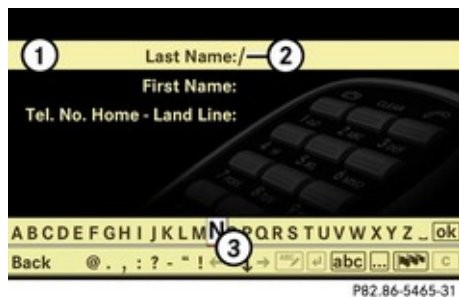 1 Last Name:/ 2
First Name:
Tel. No. Home - Land Line:
A B C D E F G H I J K L M N P Q R S T U V W X Y Z _ ok
3
Back @ . , : ? - " ! ← ↓ → ABC ↵ abc ... C
P82.86-5465-31